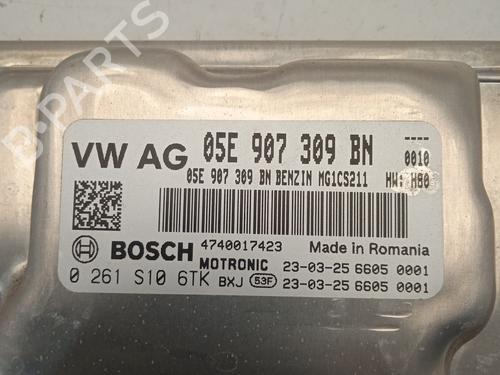 VW AG 05E 907 309 BN
----
0010
05E 907 309 BN BENZIN MG1CS211 HW: H60
BOSCH 4740017423 Made in Romania
MOTRONIC 23-03-25 6605 0001
0 261 S10 6TK BXJ 53F 23-03-25 6605 0001
B-PARTS